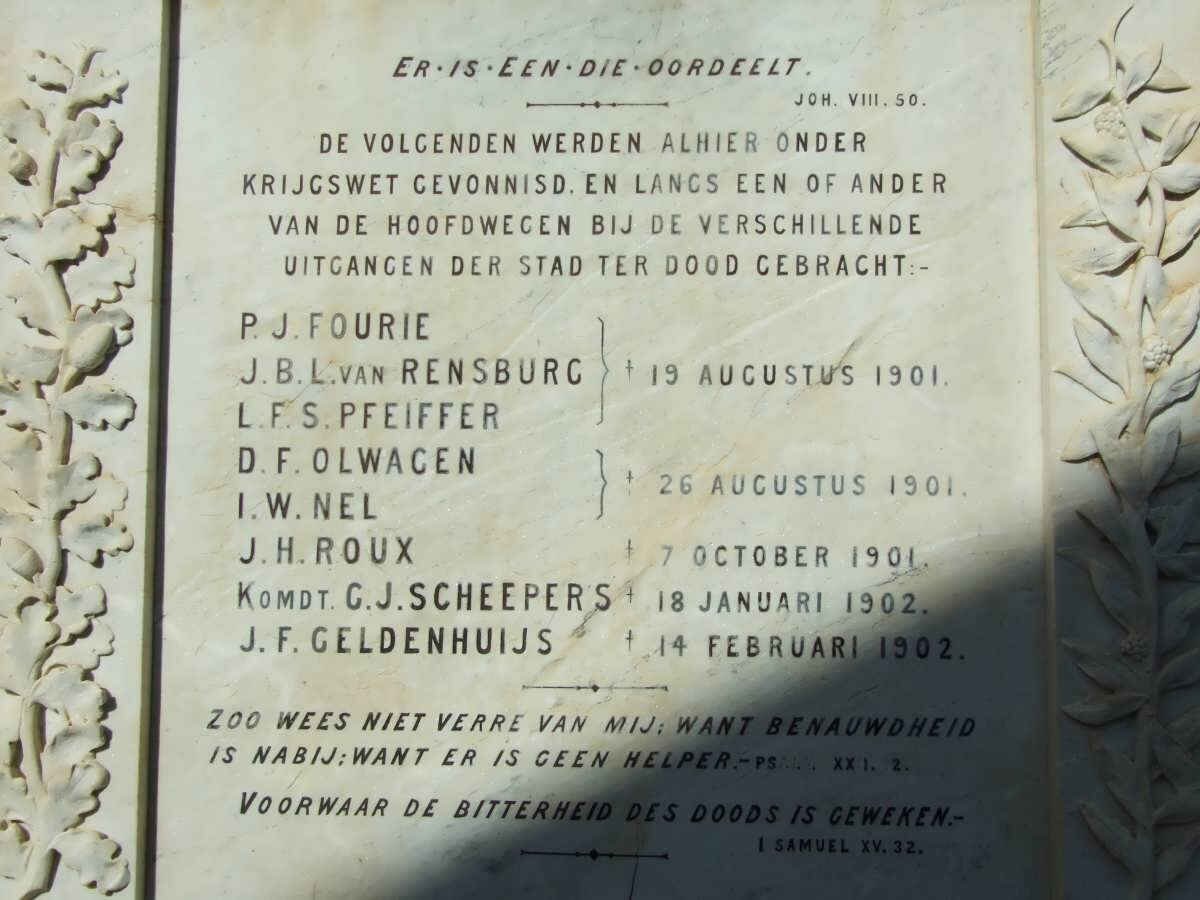 ER·IS·EEN·DIE·OORDEELT.
JOH. VIII. 50.
DE VOLGENDEN WERDEN ALHIER ONDER
KRIJGSWET GEVONNISD, EN LANGS EEN OF ANDER
VAN DE HOOFDWEGEN BIJ DE VERSCHILLENDE
UITGANGEN DER STAD TER DOOD GEBRACHT:-
P. J. FOURIE
J. B. L. VAN RENSBURG † 19 AUGUSTUS 1901.
L. F. S. PFEIFFER
D. F. OLWAGEN
† 26 AUGUSTUS 1901.
I. W. NEL
J. H. ROUX † 7 OCTOBER 1901.
KOMDT. G. J. SCHEEPERS † 18 JANUARI 1902.
J. F. GELDENHUIJS † 14 FEBRUARI 1902.
ZOO WEES NIET VERRE VAN MIJ; WANT BENAUWDHEID
IS NABIJ; WANT ER IS GEEN HELPER.-
VOORWAAR DE BITTERHEID DES DOODS IS GEWEKEN.-
I SAMUEL XV. 32.